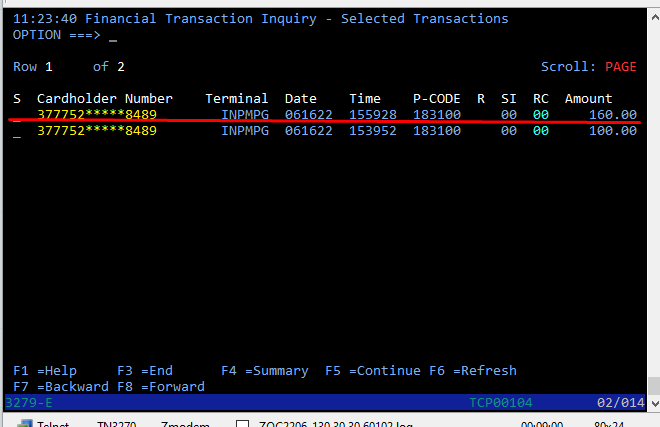 11:23:40 Financial Transaction Inquiry - Selected Transactions
OPTION ===> _
Row 1 of 2 Scroll: PAGE
S Cardholder Number Terminal Date Time P-CODE R SI RC Amount
_ 377752*****8489 INPMPG 061622 155928 183100 00 00 160.00
_ 377752*****8489 INPMPG 061622 153952 183100 00 00 100.00
F1 =Help F3 =End F4 =Summary F5 =Continue F6 =Refresh
F7 =Backward F8 =Forward
3279-E TCP00104 02/014
Telnet TN3270 Zmodem ZOC2206_130.30.30.60102.log 00:09:00 80x24